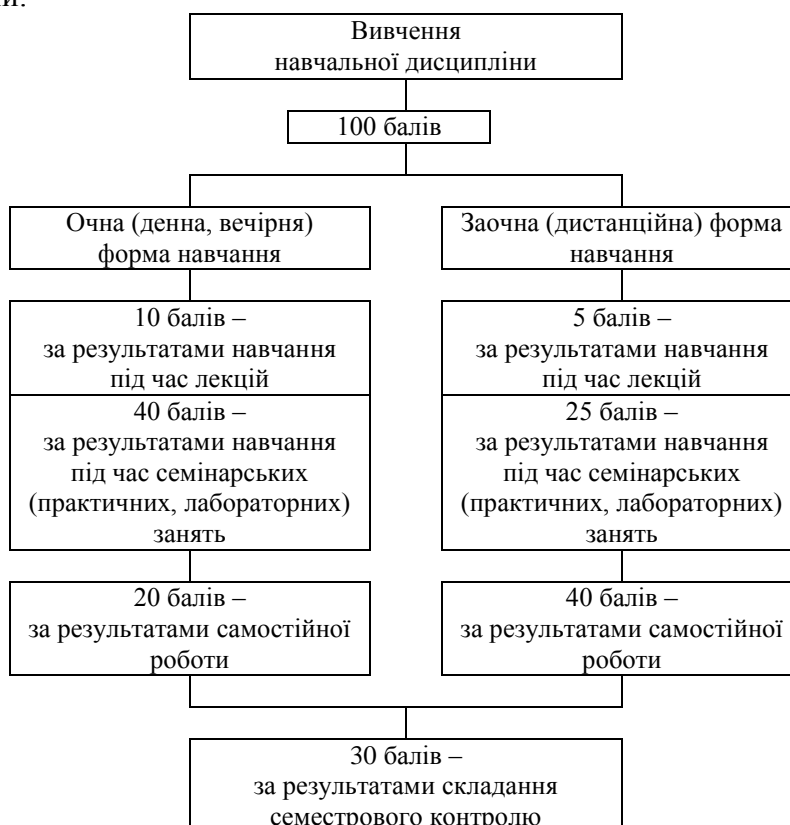 Вивчення
навчальної дисципліни
100 балів
Очна (денна, вечірня)
форма навчання
Заочна (дистанційна) форма
навчання
10 балів –
за результатами навчання
під час лекцій
5 балів –
за результатами навчання
під час лекцій
40 балів –
за результатами навчання
під час семінарських
(практичних, лабораторних)
занять
25 балів –
за результатами навчання
під час семінарських
(практичних, лабораторних)
занять
20 балів –
за результатами самостійної
роботи
40 балів –
за результатами самостійної
роботи
30 балів –
за результатами складання
семестрового контролю